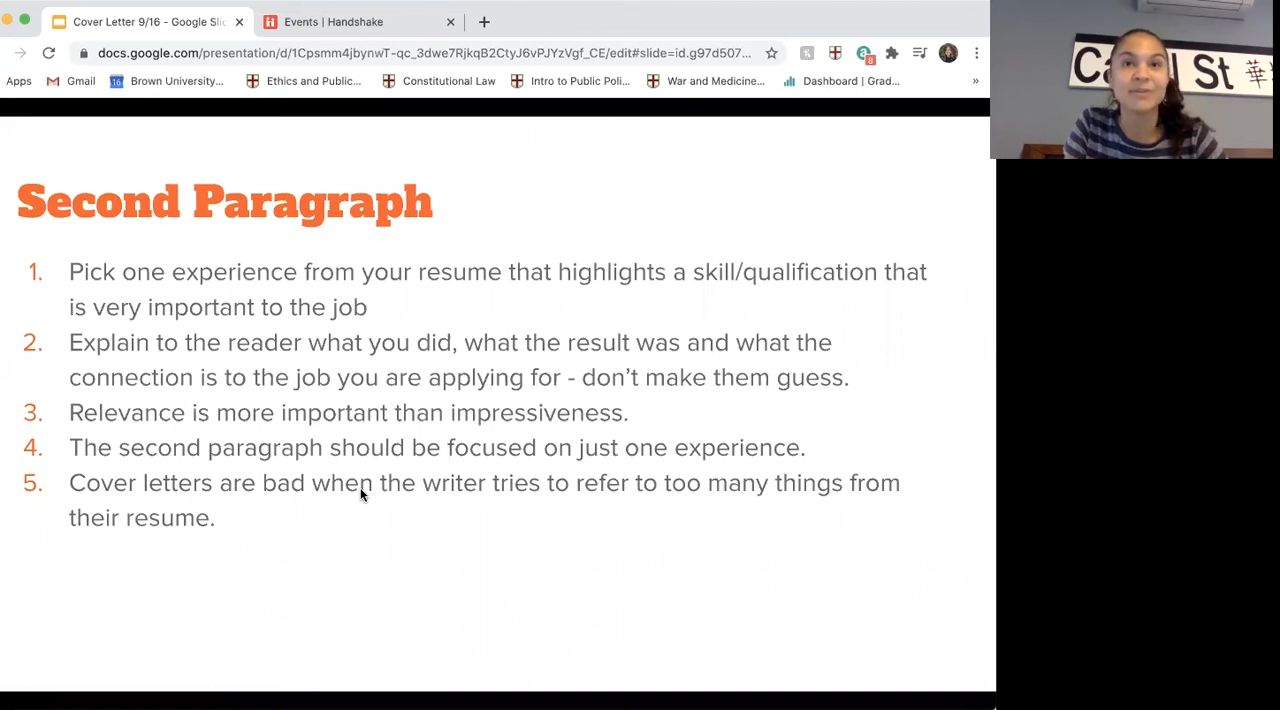 Cover Letter 9/16 - Google Slic
Events | Handshake
docs.google.com/presentation/d/1Cpsmm4jbynwT-qc_3dwe7RjkqB2CtyJ6vPJYzVgf_CE/edit#slide=id.g97d507...
8
Apps
Gmail
16
Brown University...
Ethics and Public...
Constitutional Law
Intro to Public Poli...
War and Medicine...
Dashboard | Grad...
»
St 華
Second Paragraph
1. Pick one experience from your resume that highlights a skill/qualification that
is very important to the job
2. Explain to the reader what you did, what the result was and what the
connection is to the job you are applying for - don’t make them guess.
3. Relevance is more important than impressiveness.
4. The second paragraph should be focused on just one experience.
5. Cover letters are bad when the writer tries to refer to too many things from
their resume.